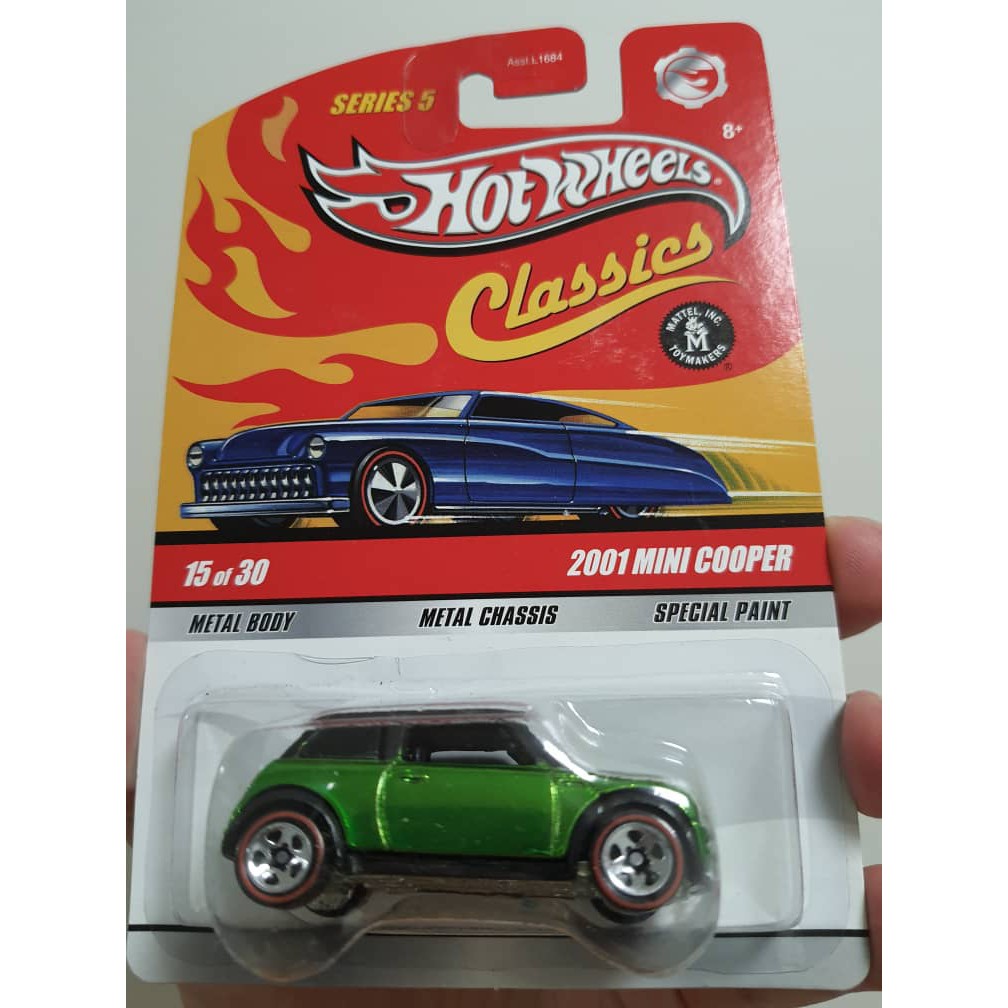 Asst.L1684
SERIES 5
8+
HOT WHEELS
Classics
MATTEL, INC.
M
TOYMAKERS
®
15 of 30
2001 MINI COOPER
METAL BODY
METAL CHASSIS
SPECIAL PAINT